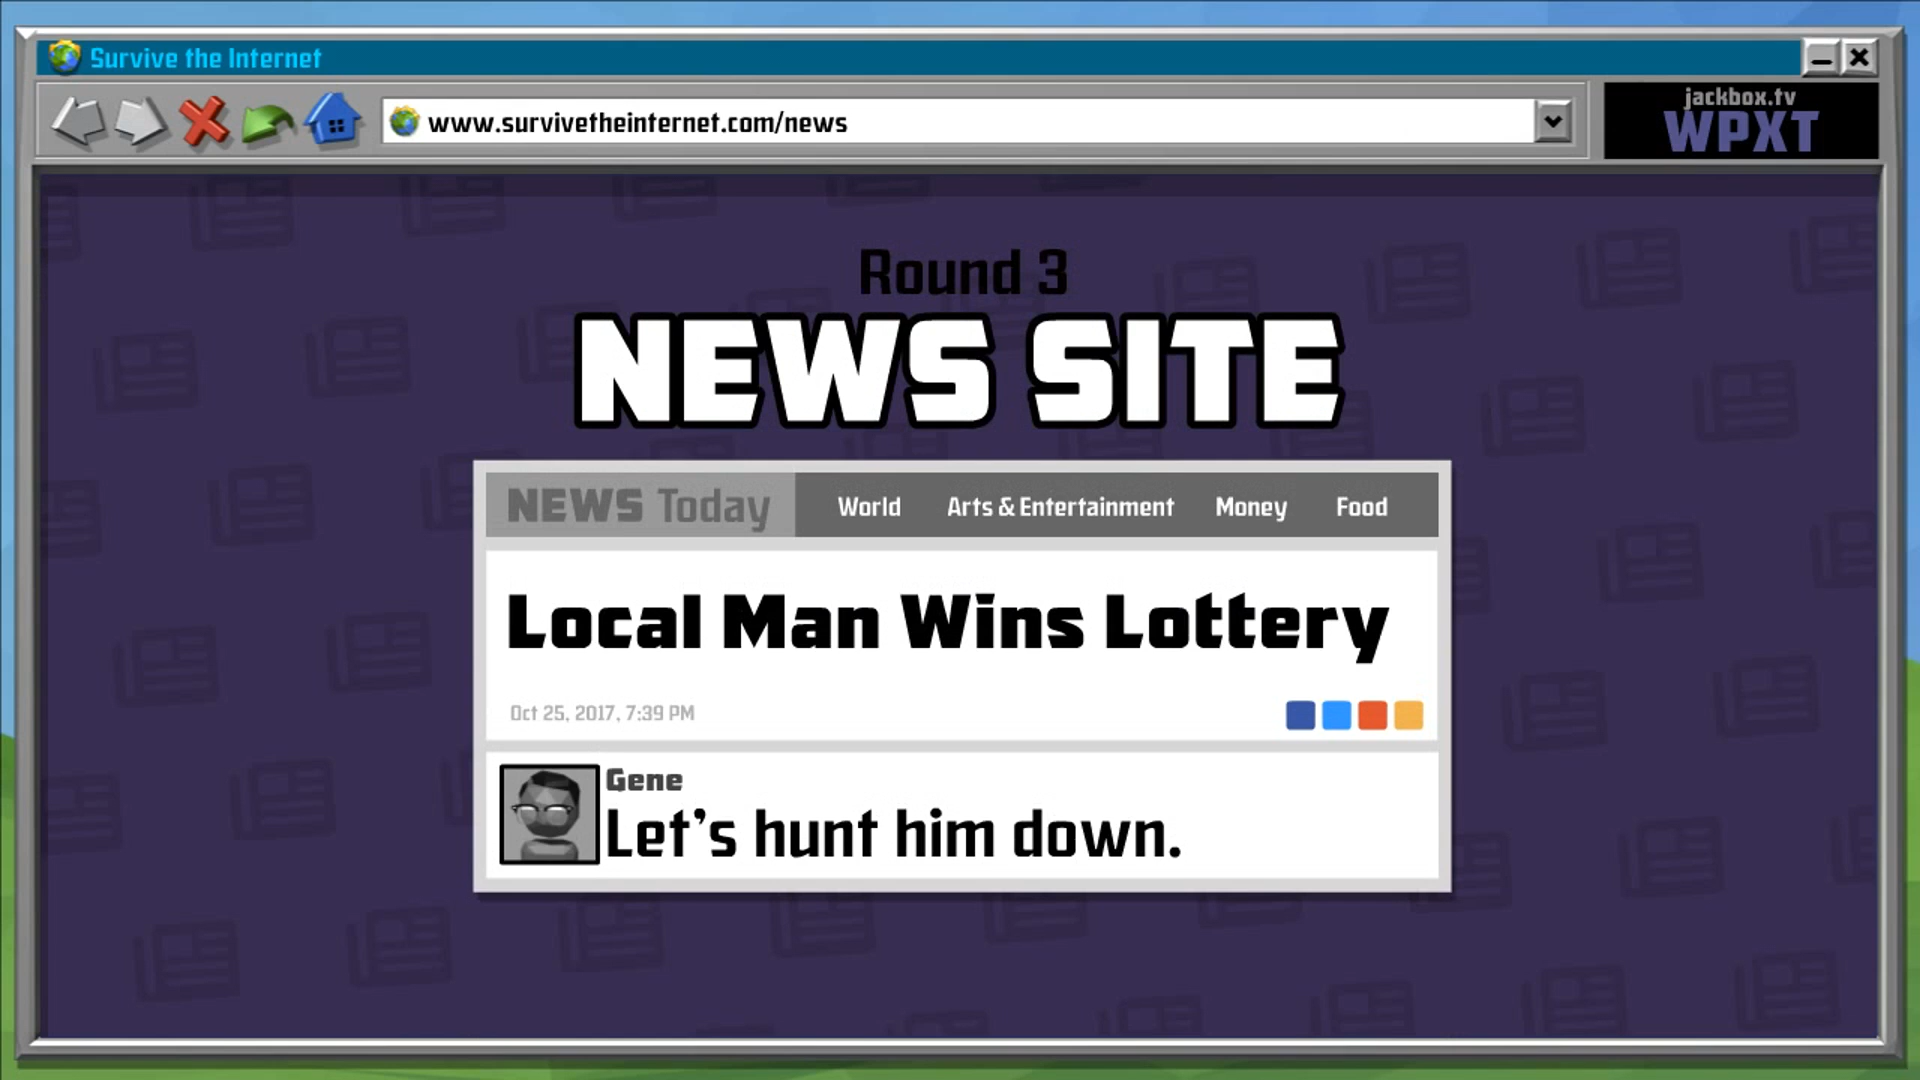 Survive the Internet
www.survivetheinternet.com/news
jackbox.tv
WPXT
Round 3
NEWS SITE
NEWS Today World Arts & Entertainment Money Food
Local Man Wins Lottery
Oct 25, 2017, 7:39 PM
Gene
Let's hunt him down.